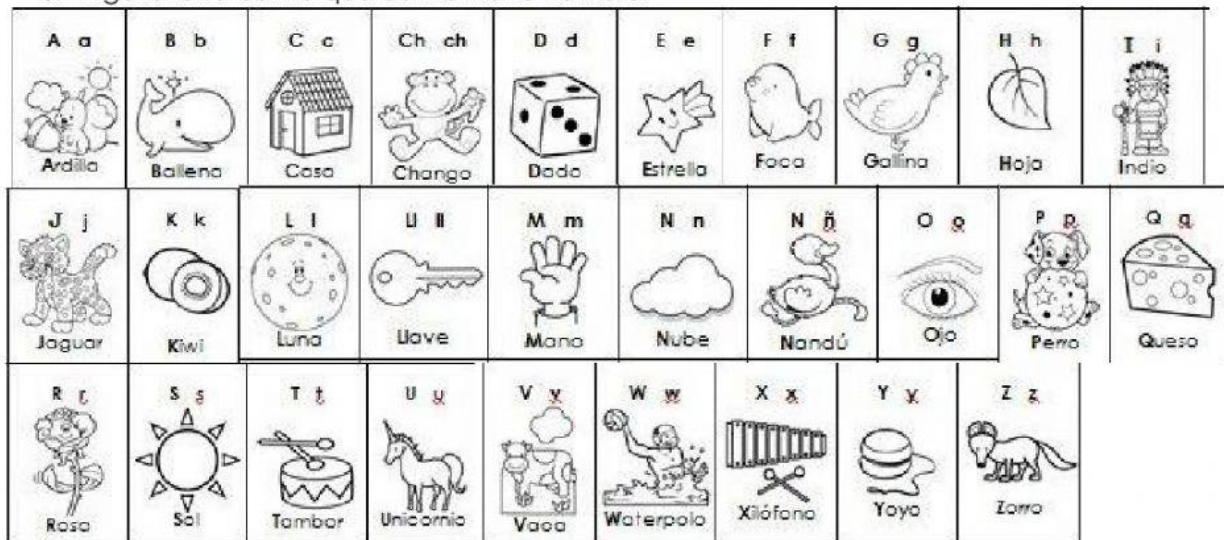 A a B b C c Ch ch D d E e F f G g H h I i
Ardilla Ballena Casa Chango Dado Estrella Foca Gallina Hoja Indio
J j K k L l Ll ll M m N n N ñ O o P p Q q
Jaguar Kiwi Luna Llave Mano Nube Nandú Ojo Perro Queso
R r S s T t U u V v W w X x Y y Z z
Rosa Sol Tambor Unicornio Vaca Waterpolo Xilófono Yoyo Zorro